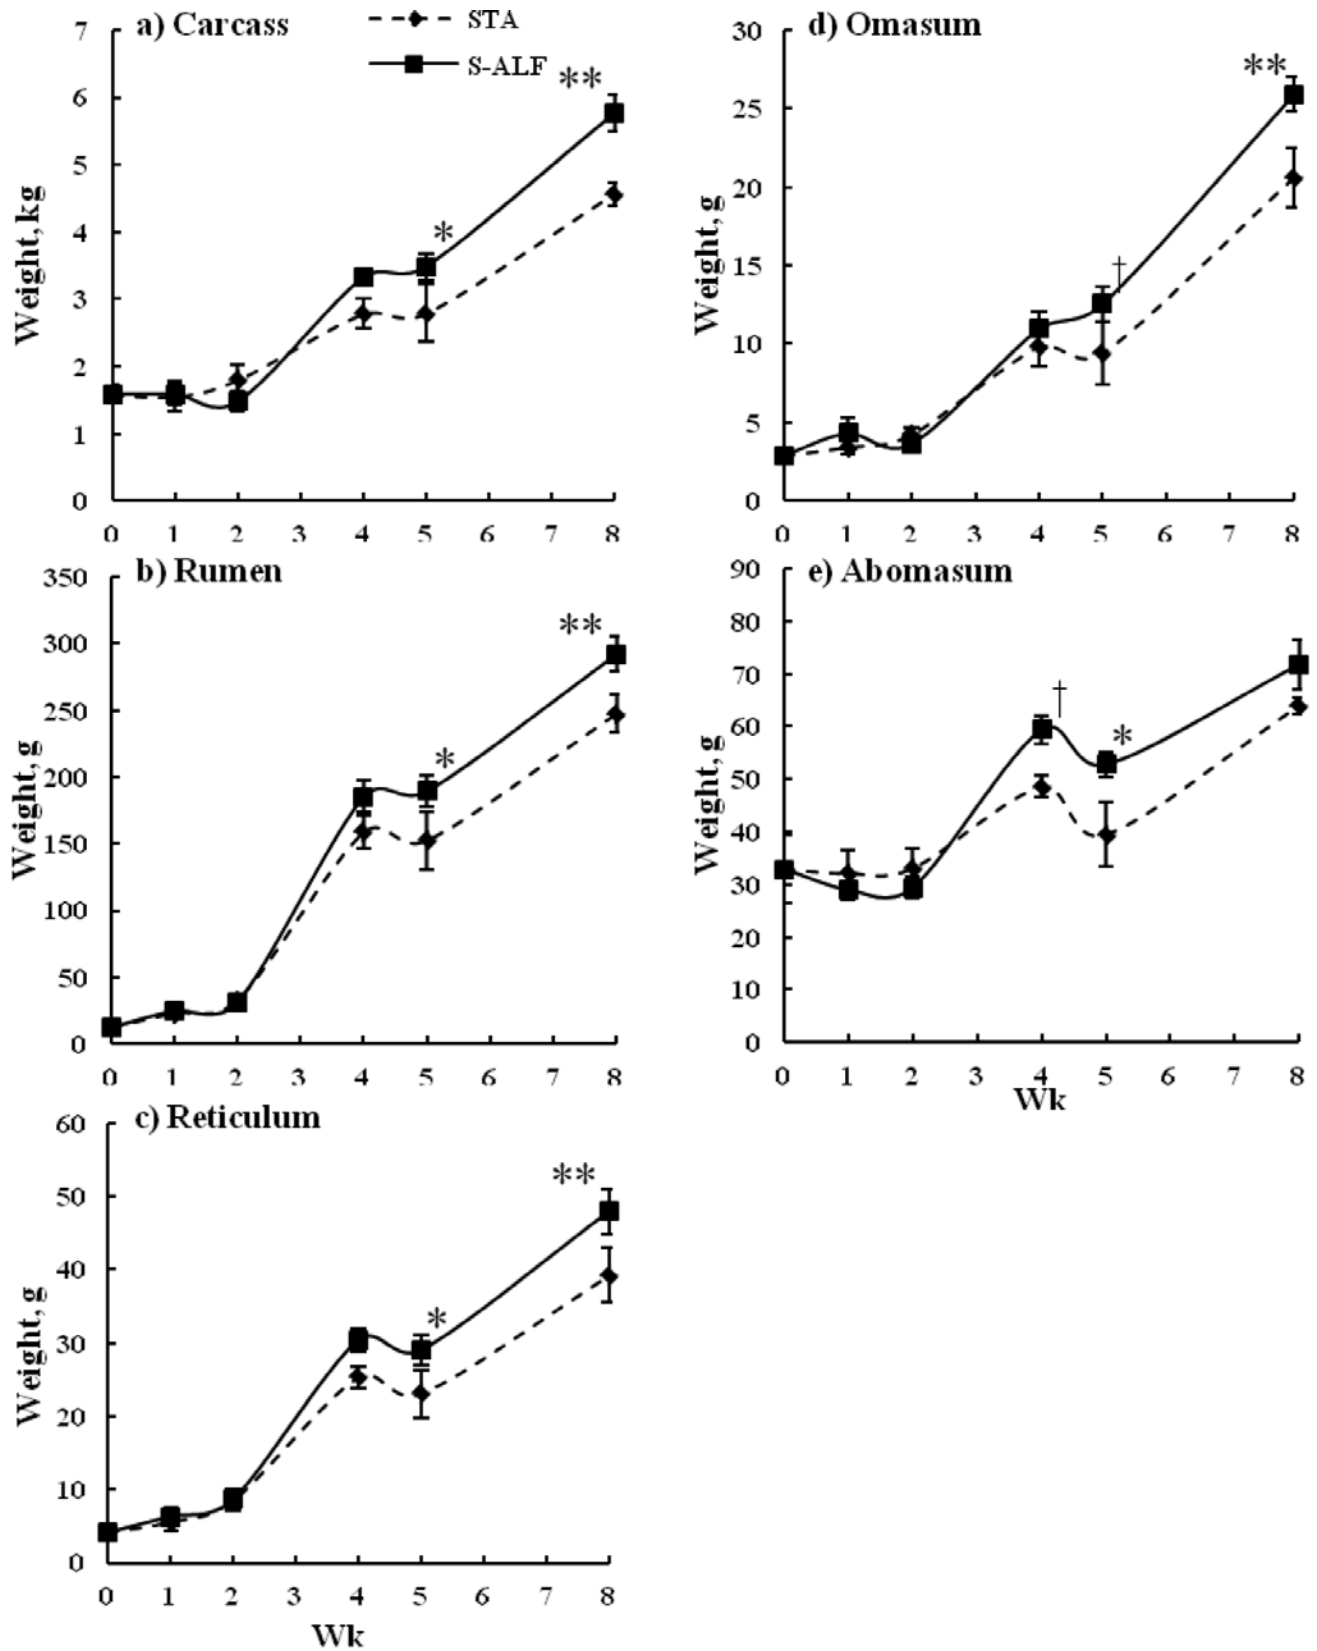 a) Carcass
STA
S-ALF
**
*
7
6
5
4
3
2
1
0
Weight, kg
0 1 2 3 4 5 6 7 8
d) Omasum
**
†
30
25
20
15
10
5
0
Weight, g
0 1 2 3 4 5 6 7 8
b) Rumen
**
*
350
300
250
200
150
100
50
0
Weight, g
0 1 2 3 4 5 6 7 8
e) Abomasum
†
*
90
80
70
60
50
40
30
20
10
0
Weight, g
0 1 2 3 4 5 6 7 8
Wk
c) Reticulum
**
*
60
50
40
30
20
10
0
Weight, g
0 1 2 3 4 5 6 7 8
Wk